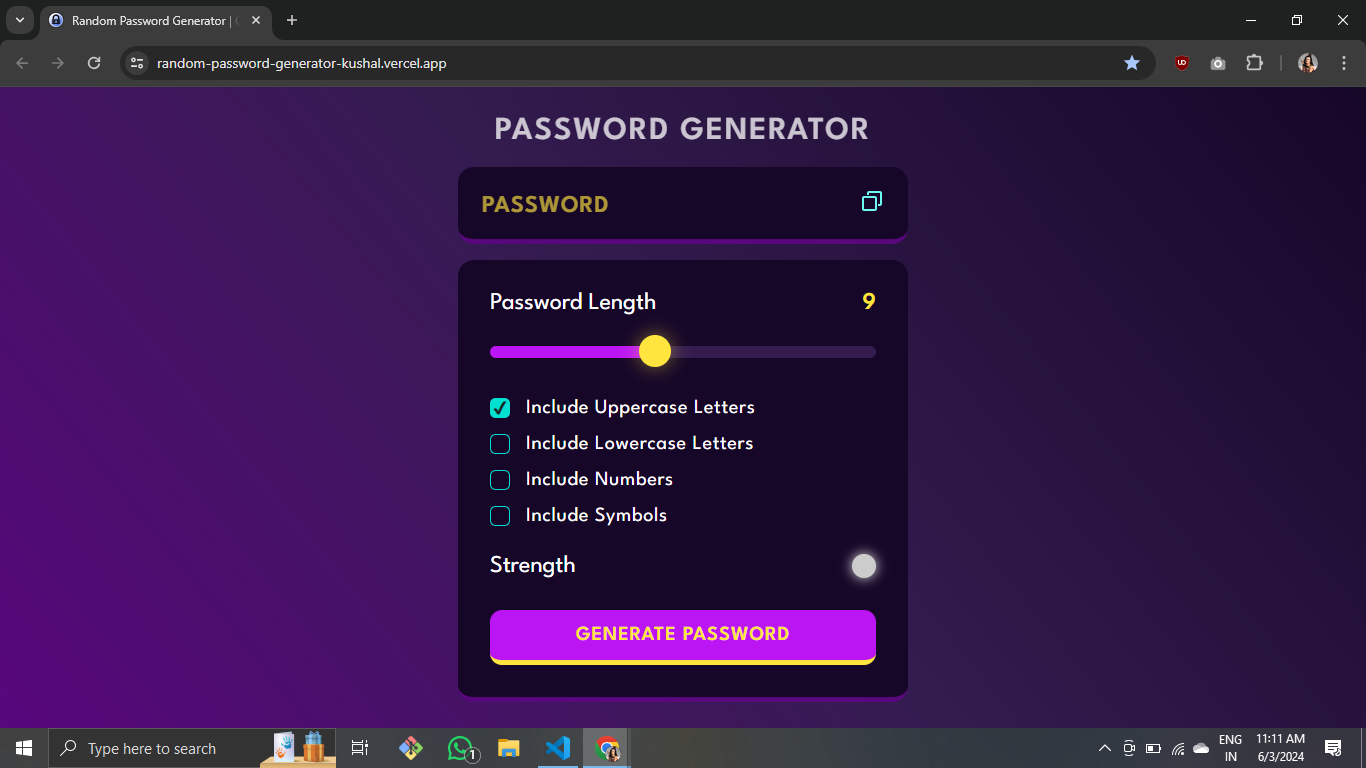 Random Password Generator |
random-password-generator-kushal.vercel.app
UD
PASSWORD GENERATOR
PASSWORD
Password Length 9
Include Uppercase Letters
Include Lowercase Letters
Include Numbers
Include Symbols
Strength
GENERATE PASSWORD
Type here to search
1
ENG
IN
11:11 AM
6/3/2024